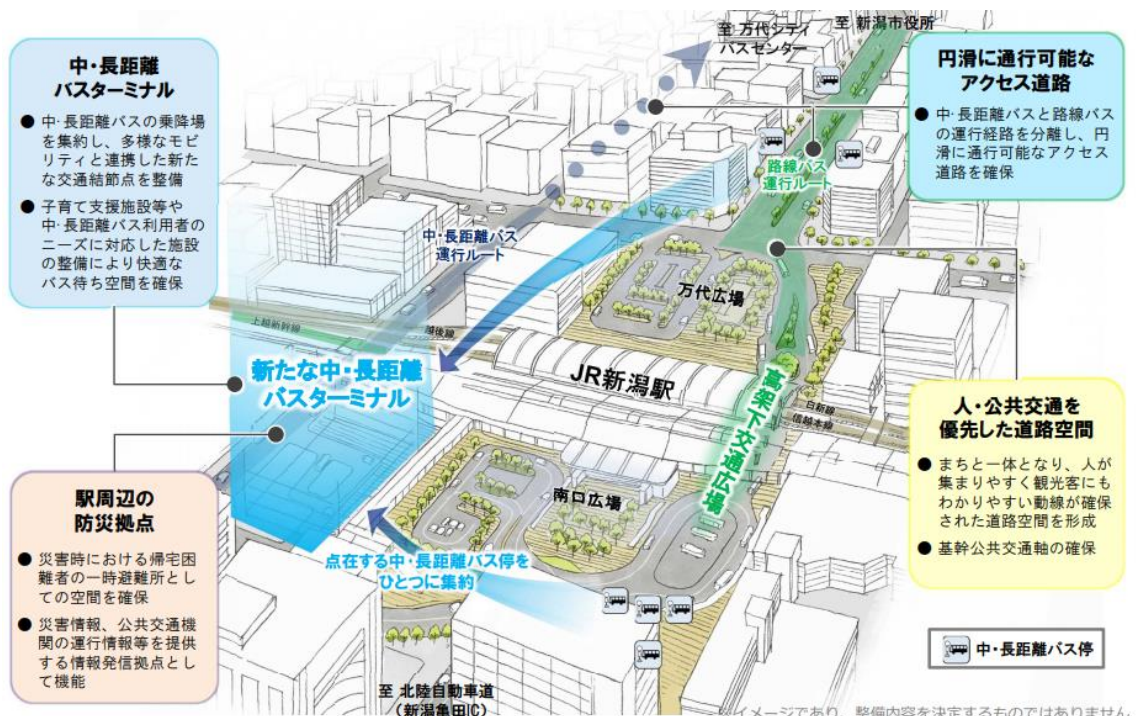 至 万代シティ
バスセンター
至 新潟市役所
中・長距離
バスターミナル
● 中・長距離バスの乗降場
を集約し、多様なモビ
リティと連携した新た
な交通結節点を整備
● 子育て支援施設等や
中・長距離バス利用者の
ニーズに対応した施設
の整備により快適な
バス待ち空間を確保
円滑に通行可能な
アクセス道路
● 中・長距離バスと路線バス
の運行経路を分離し、円
滑に通行可能なアクセス
道路を確保
路線バス
運行ルート
中・長距離バス
運行ルート
万代広場
上越新幹線
越後線
JR新潟駅
新たな中・長距離
バスターミナル
白新線
信越本線
高架下交通広場
南口広場
人・公共交通を
優先した道路空間
● まちと一体となり、人が
集まりやすく観光客にも
わかりやすい動線が確保
された道路空間を形成
● 基幹公共交通軸の確保
駅周辺の
防災拠点
● 災害時における帰宅困
難者の一時避難所とし
ての空間を確保
● 災害情報、公共交通機
関の運行情報等を提供
する情報発信拠点とし
て機能
点在する中・長距離バス停を
ひとつに集約
中・長距離バス停
至 北陸自動車道
(新潟亀田IC)
※イメージであり、整備内容を決定するものではありません